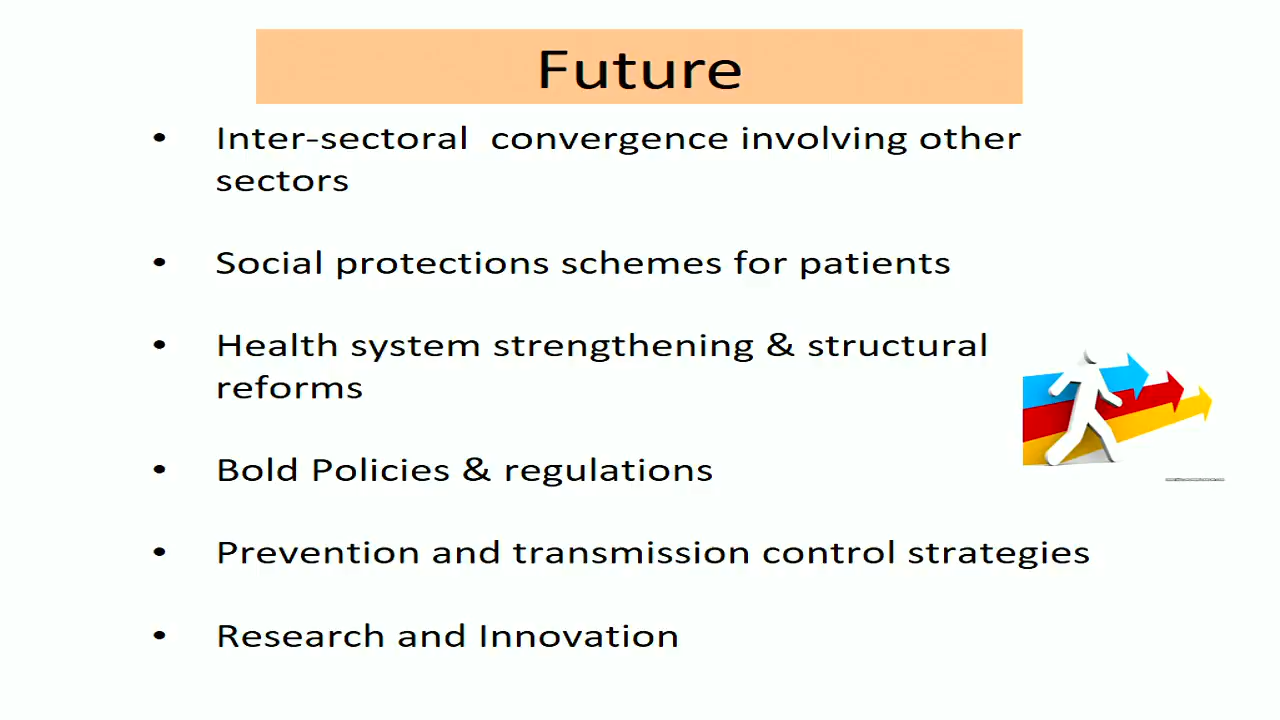 Future
• Inter-sectoral convergence involving other
sectors
• Social protections schemes for patients
• Health system strengthening & structural
reforms
• Bold Policies & regulations
• Prevention and transmission control strategies
• Research and Innovation